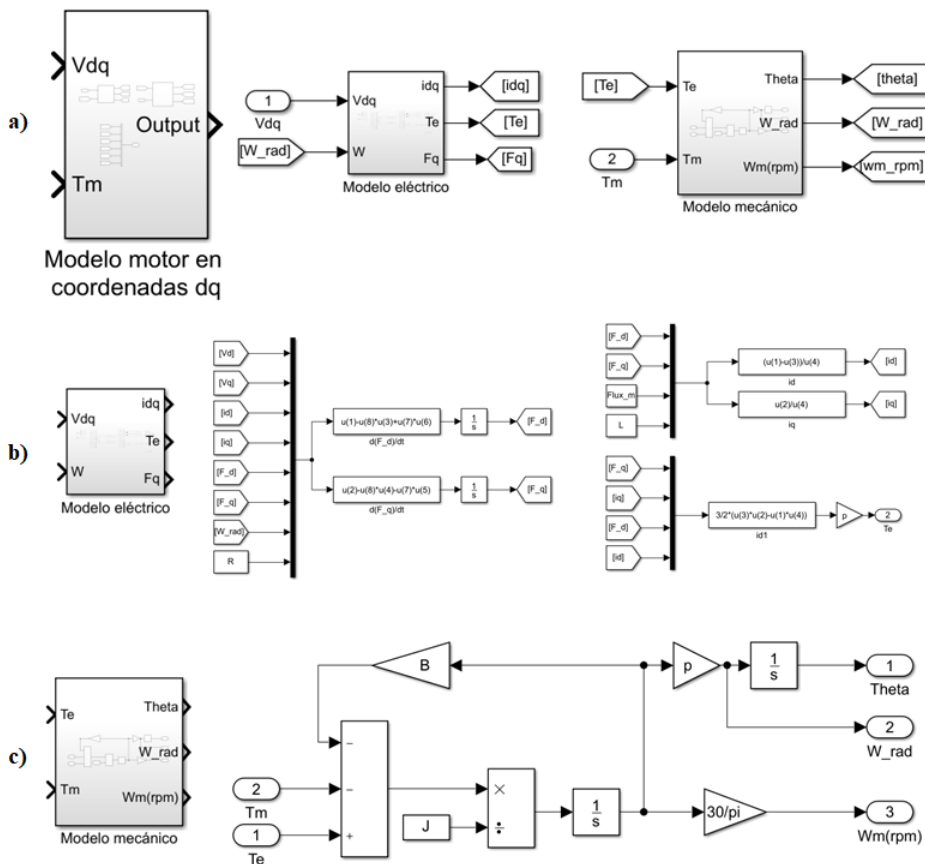 a)
Vdq
Tm
Output
Modelo motor en
coordenadas dq
1
Vdq
[W_rad]
Vdq
W
idq
Te
Fq
Modelo eléctrico
[idq]
[Te]
[Fq]
[Te]
2
Tm
Te
Tm
Theta
W_rad
Wm(rpm)
Modelo mecánico
[theta]
[W_rad]
[wm_rpm]
b)
Vdq
W
idq
Te
Fq
Modelo eléctrico
[Vd]
[Vq]
[id]
[iq]
[F_d]
[F_q]
[W_rad]
R
u(1)-u(8)*u(3)+u(7)*u(6)
d(F_d)/dt
1
s
[F_d]
u(2)-u(8)*u(4)-u(7)*u(5)
d(F_q)/dt
1
s
[F_q]
[F_d]
[F_q]
Flux_m
L
(u(1)-u(3))/u(4)
id
[id]
u(2)/u(4)
iq
[iq]
[F_q]
[iq]
[F_d]
[id]
3/2*(u(3)*u(2)-u(1)*u(4))
id1
p
2
Te
c)
Te
Tm
Theta
W_rad
Wm(rpm)
Modelo mecánico
B
p
1
s
1
Theta
2
W_rad
2
Tm
1
Te
−
−
+
J
×
÷
1
s
30/pi
3
Wm(rpm)